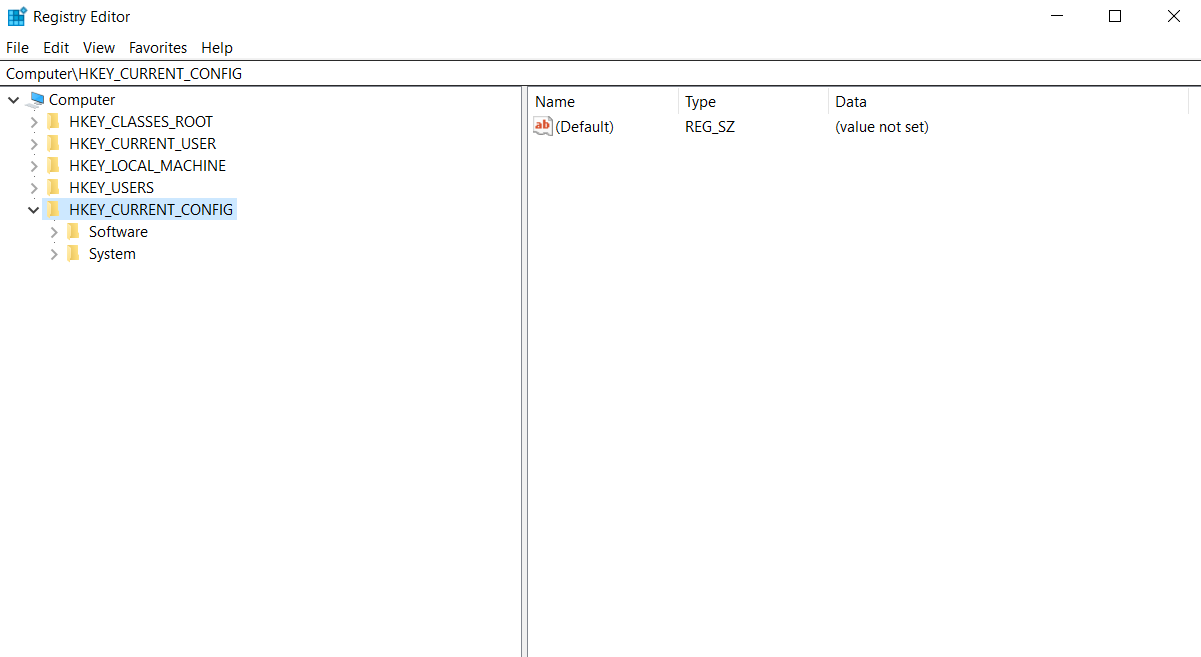 Registry Editor
File Edit View Favorites Help
Computer\HKEY_CURRENT_CONFIG
Computer
HKEY_CLASSES_ROOT
HKEY_CURRENT_USER
HKEY_LOCAL_MACHINE
HKEY_USERS
HKEY_CURRENT_CONFIG
Software
System
Name Type Data
ab (Default) REG_SZ (value not set)